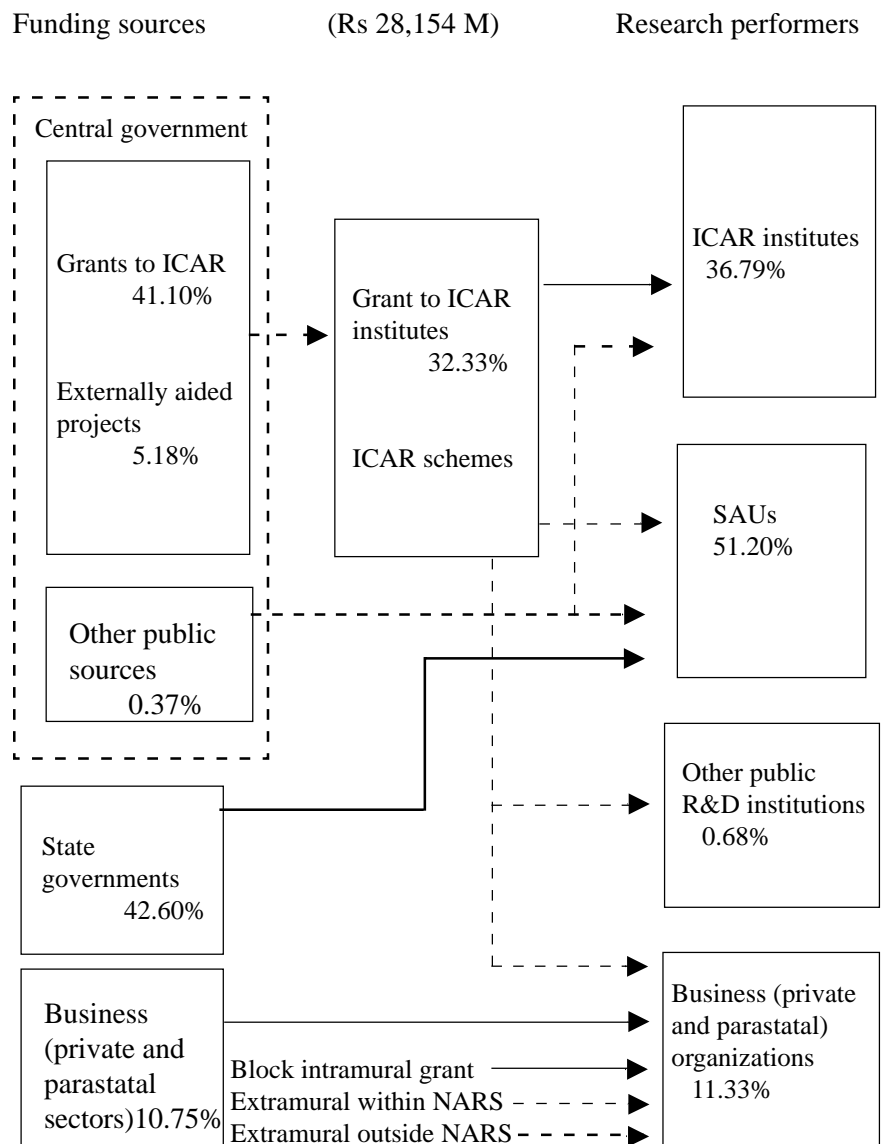 Funding sources (Rs 28,154 M) Research performers
Central government
Grants to ICAR
41.10%
Externally aided
projects
5.18%
Other public
sources
0.37%
State
governments
42.60%
Business
(private and
parastatal
sectors)10.75%
Grant to ICAR
institutes
32.33%
ICAR schemes
ICAR institutes
36.79%
SAUs
51.20%
Other public
R&D institutions
0.68%
Business (private
and parastatal)
organizations
11.33%
Block intramural grant
Extramural within NARS
Extramural outside NARS